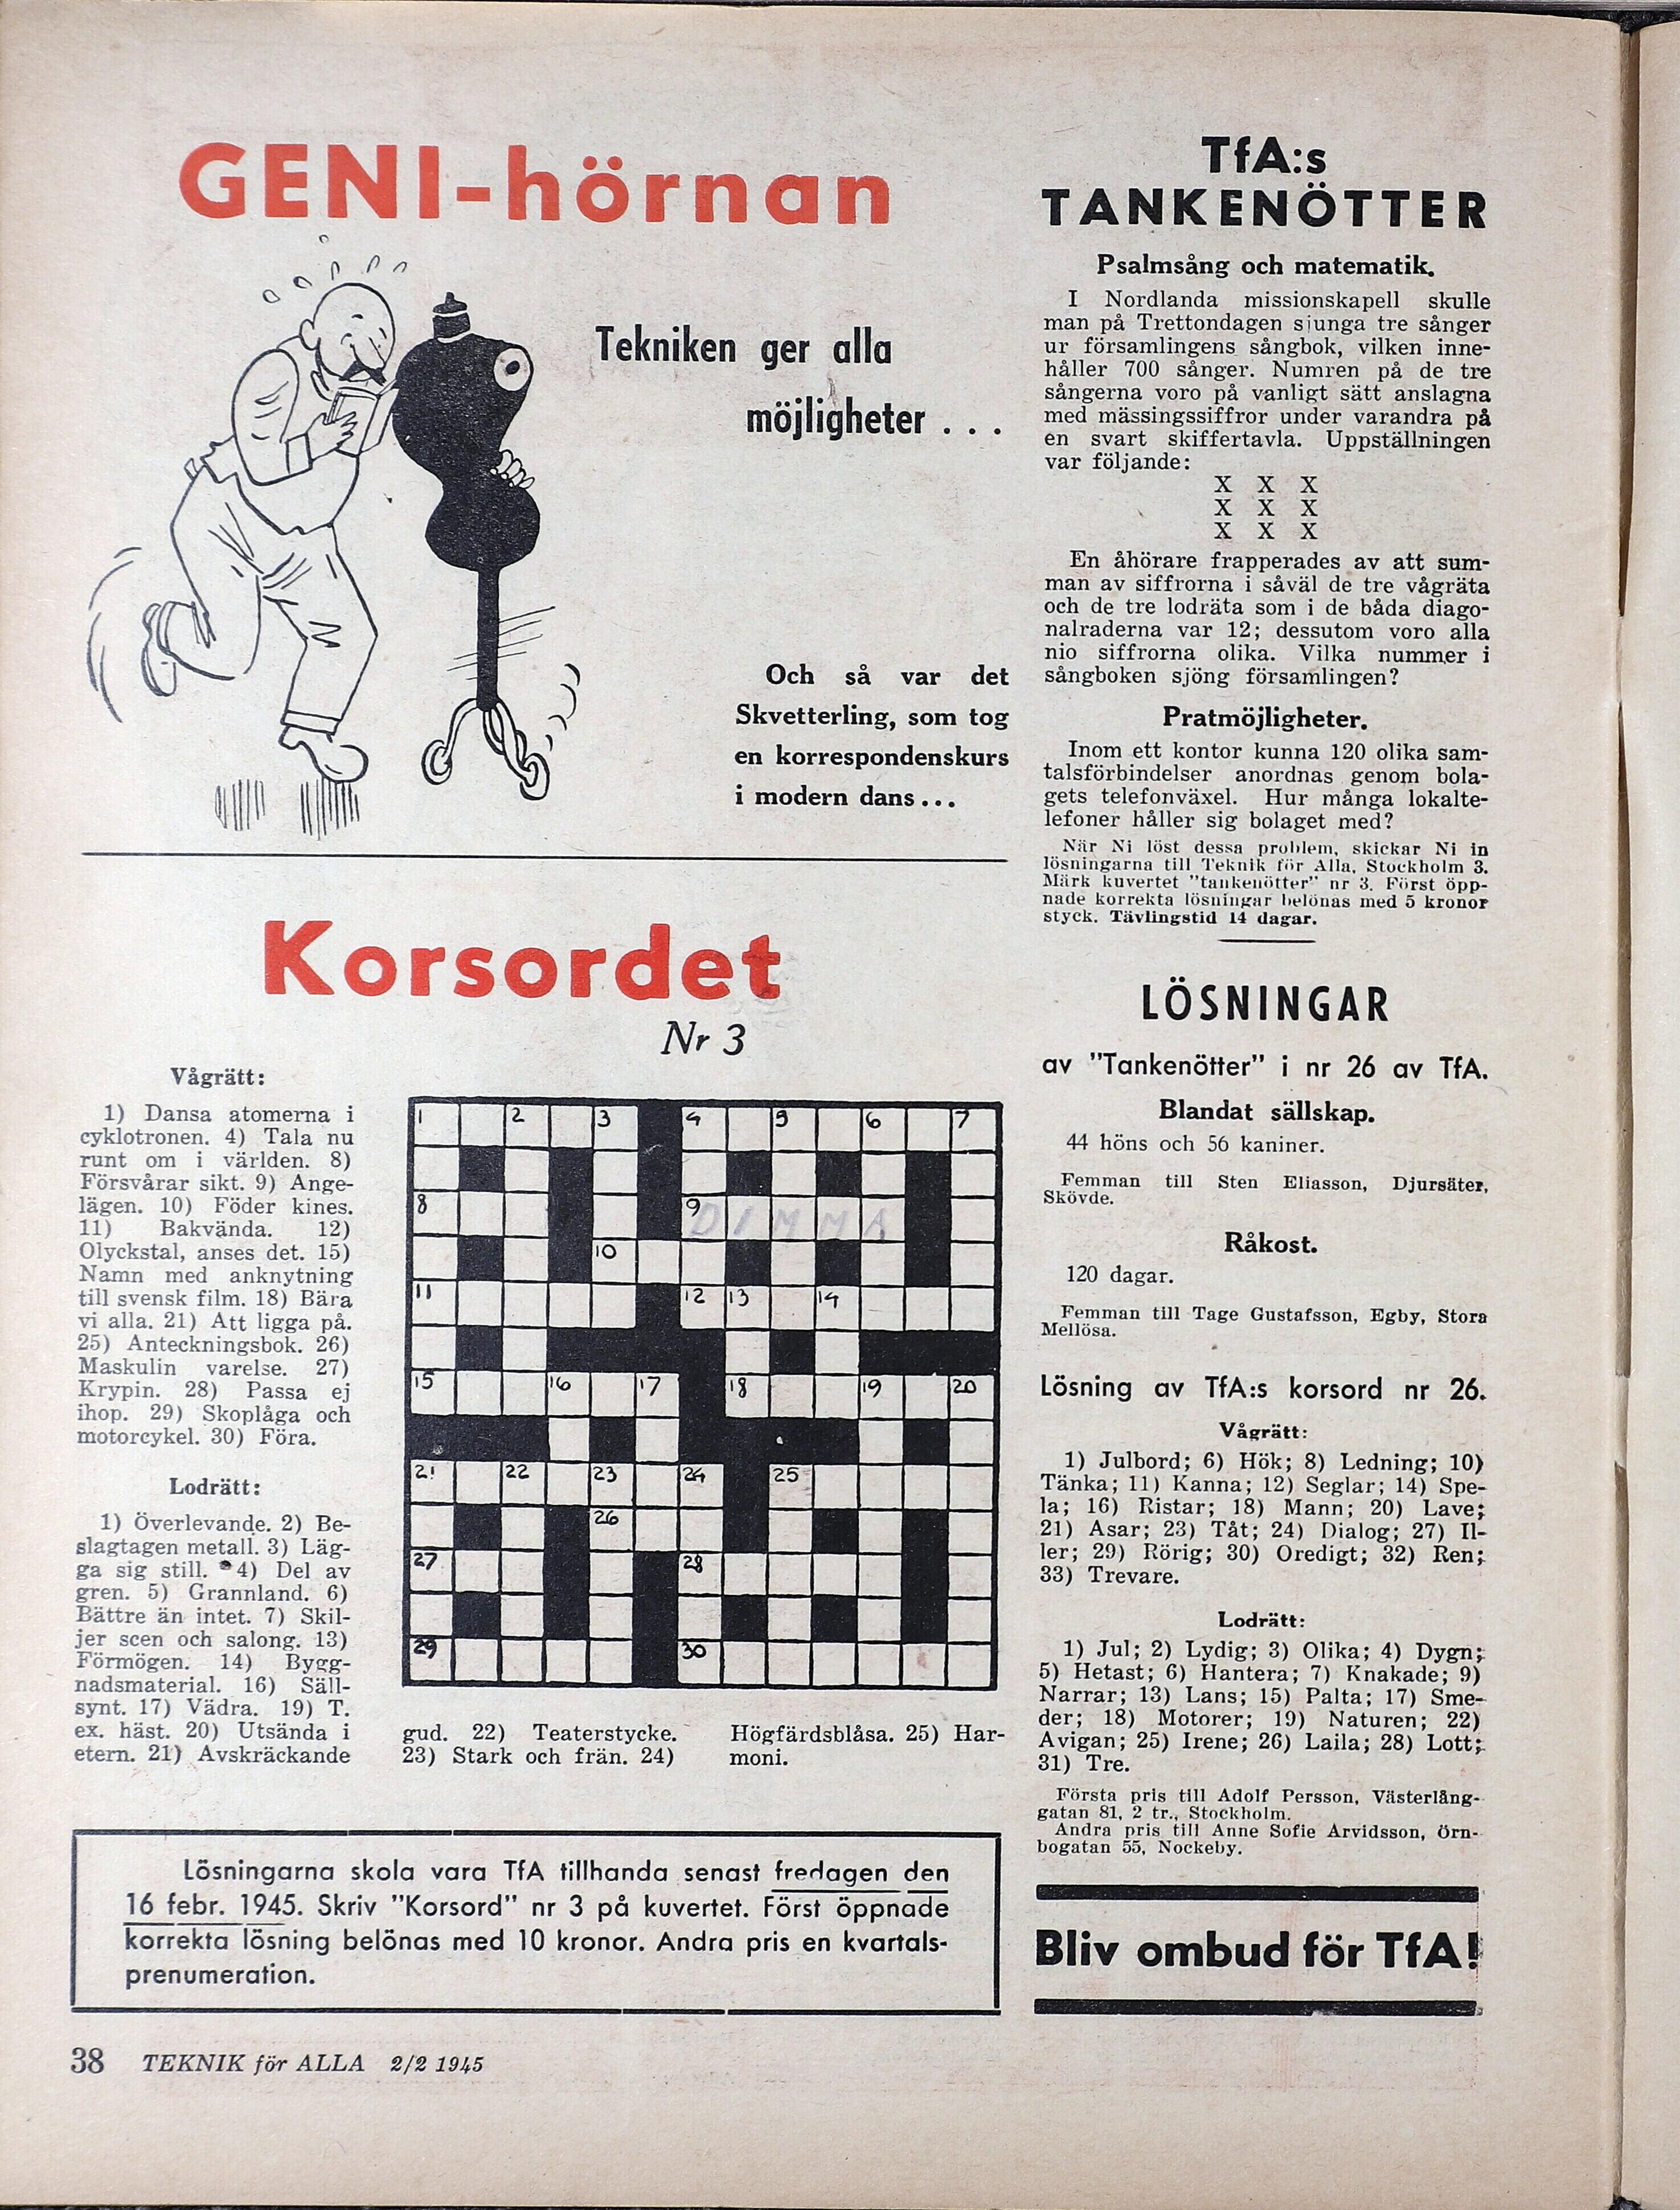 GENI-hörnan
Tekniken ger alla
möjligheter . . .
Och så var det
Skvetterling, som tog
en korrespondenskurs
i modern dans...
Korsordet
Nr 3
Vågrätt:
1) Dansa atomerna i
cyklotronen. 4) Tala nu
runt om i världen. 8)
Försvårar sikt. 9) Ange-
lägen. 10) Föder kines.
11) Bakvända. 12)
Olyckstal, anses det. 15)
Namn med anknytning
till svensk film. 18) Bära
vi alla. 21) Att ligga på.
25) Anteckningsbok. 26)
Maskulin varelse. 27)
Krypin. 28) Passa ej
ihop. 29) Skoplåga och
motorcykel. 30) Föra.
Lodrätt:
1) Överlevande. 2) Be-
slagtagen metall. 3) Läg-
ga sig still. 4) Del av
gren. 5) Grannland. 6)
Bättre än intet. 7) Skil-
jer scen och salong. 13)
Förmögen. 14) Bygg-
nadsmaterial. 16) Säll-
synt. 17) Vädra. 19) T.
ex. häst. 20) Utsända i
etern. 21) Avskräckande
1 2 3 4 5 6 7
8 9 DIMMA
10
11 12 13 14
15 16 17 18 19 20
21 22 23 24 25
26
27 28
29 30
gud. 22) Teaterstycke.
23) Stark och frän. 24)
Högfärdsblåsa. 25) Har-
moni.
Lösningarna skola vara TfA tillhanda senast fredagen den
16 febr. 1945. Skriv "Korsord" nr 3 på kuvertet. Först öppnade
korrekta lösning belönas med 10 kronor. Andra pris en kvartals-
prenumeration.
TfA:s
TANKENÖTTER
Psalmsång och matematik.
I Nordlanda missionskapell skulle
man på Trettondagen sjunga tre sånger
ur församlingens sångbok, vilken inne-
håller 700 sånger. Numren på de tre
sångerna voro på vanligt sätt anslagna
med mässingssiffror under varandra på
en svart skiffertavla. Uppställningen
var följande:
X X X
X X X
X X X
En åhörare frapperades av att sum-
man av siffrorna i såväl de tre vågräta
och de tre lodräta som i de båda diago-
nalraderna var 12; dessutom voro alla
nio siffrorna olika. Vilka nummer i
sångboken sjöng församlingen?
Pratmöjligheter.
Inom ett kontor kunna 120 olika sam-
talsförbindelser anordnas genom bola-
gets telefonväxel. Hur många lokalte-
lefoner håller sig bolaget med?
När Ni löst dessa problem, skickar Ni in
lösningarna till Teknik för Alla, Stockholm 3.
Märk kuvertet "tankenötter" nr 3. Först öpp-
nade korrekta lösningar belönas med 5 kronor
styck. Tävlingstid 14 dagar.
LÖSNINGAR
av "Tankenötter" i nr 26 av TfA.
Blandat sällskap.
44 höns och 56 kaniner.
Femman till Sten Eliasson, Djursäter,
Skövde.
Råkost.
120 dagar.
Femman till Tage Gustafsson, Egby, Stora
Mellösa.
Lösning av TfA:s korsord nr 26.
Vågrätt:
1) Julbord; 6) Hök; 8) Ledning; 10)
Tänka; 11) Kanna; 12) Seglar; 14) Spe-
la; 16) Ristar; 18) Mann; 20) Lave;
21) Asar; 23) Tåt; 24) Dialog; 27) Il-
ler; 29) Rörig; 30) Oredigt; 32) Ren;
33) Trevare.
Lodrätt:
1) Jul; 2) Lydig; 3) Olika; 4) Dygn;
5) Hetast; 6) Hantera; 7) Knakade; 9)
Narrar; 13) Lans; 15) Palta; 17) Sme-
der; 18) Motorer; 19) Naturen; 22)
Avigan; 25) Irene; 26) Laila; 28) Lott;
31) Tre.
Första pris till Adolf Persson, Västerlång-
gatan 81, 2 tr., Stockholm.
Andra pris till Anne Sofie Arvidsson, Örn-
bogatan 55, Nockeby.
Bliv ombud för TfA!
38 TEKNIK för ALLA 2/2 1945